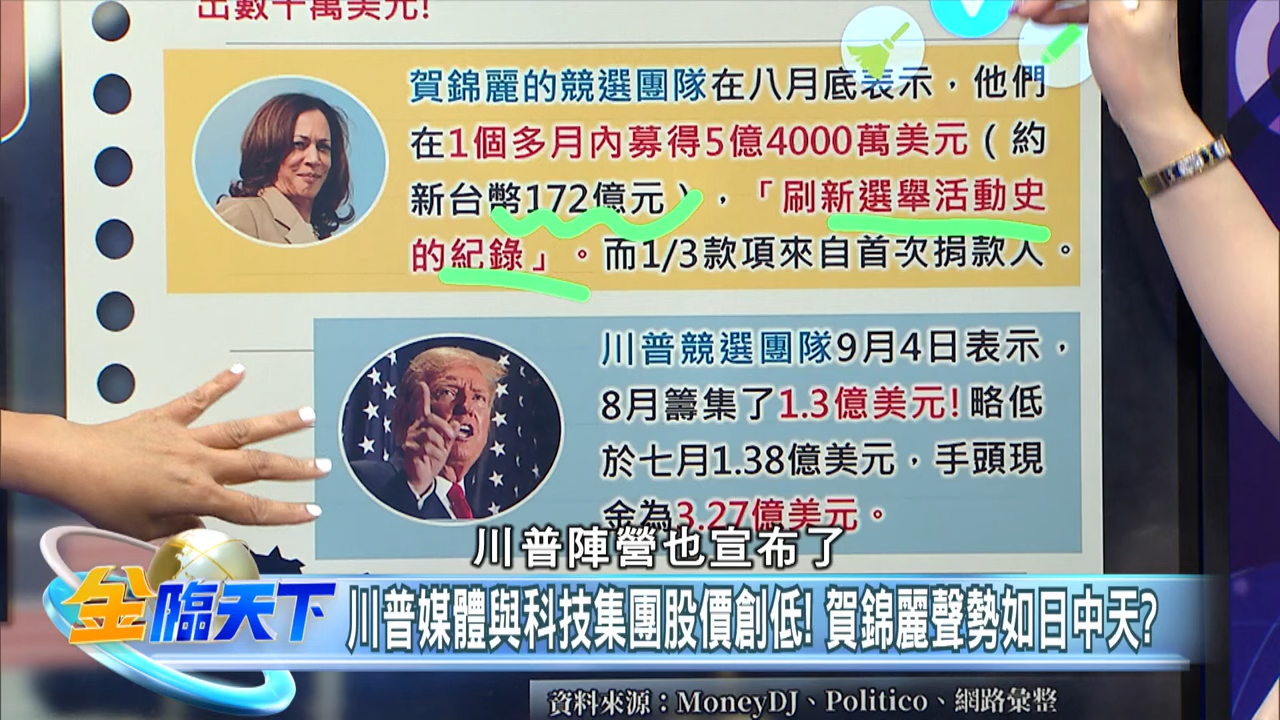 出數千萬美元!
賀錦麗的競選團隊在八月底表示，他們
在1個多月內募得5億4000萬美元（約
新台幣172億元），「刷新選舉活動史
的紀錄」。而1/3款項來自首次捐款人。
川普競選團隊9月4日表示，
8月籌集了1.3億美元!略低
於七月1.38億美元，手頭現
金為3.27億美元。
川普陣營也宣布了
金臨天下
川普媒體與科技集團股價創低! 賀錦麗聲勢如日中天?
資料來源：MoneyDJ、Politico、網路彙整